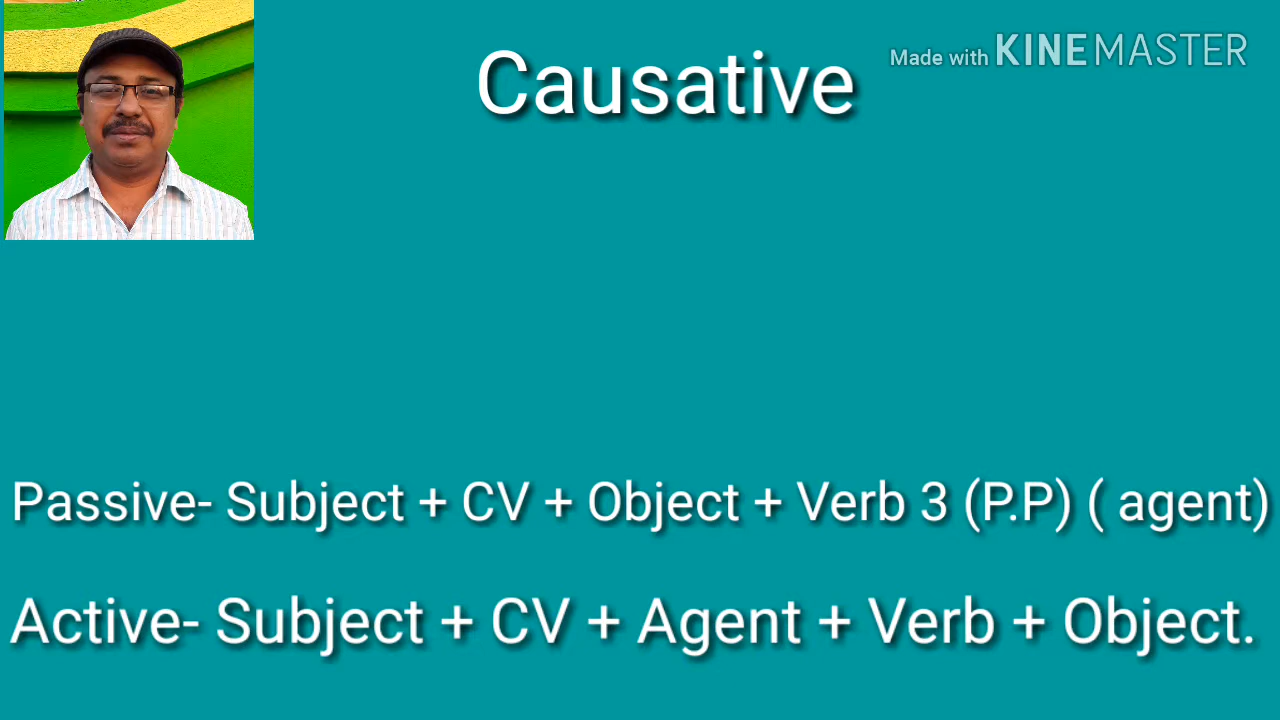 Made with KINEMASTER
Causative
Passive- Subject + CV + Object + Verb 3 (P.P) ( agent)
Active- Subject + CV + Agent + Verb + Object.